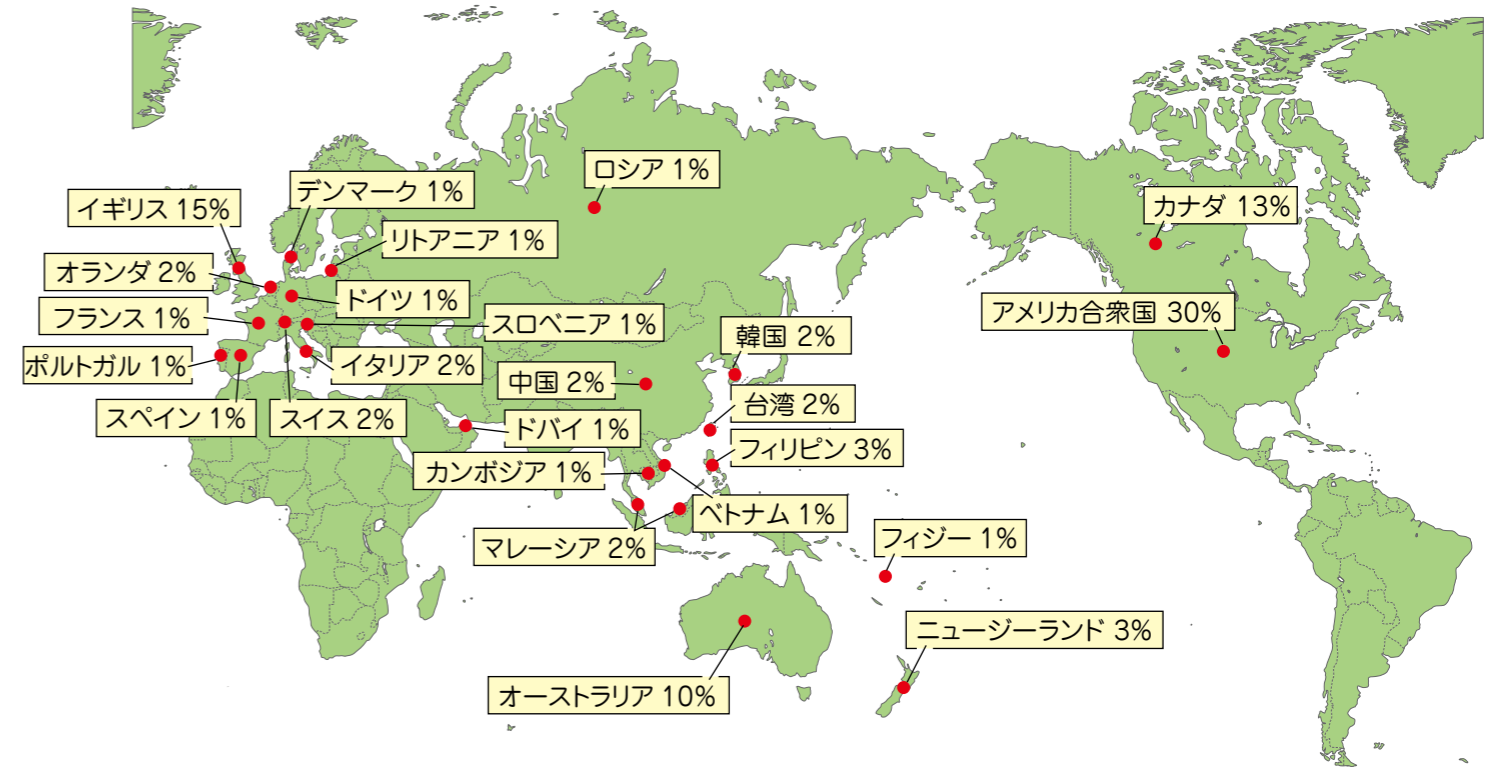 ロシア 1%
デンマーク 1%
イギリス 15%
カナダ 13%
リトアニア 1%
オランダ 2%
ドイツ 1%
アメリカ合衆国 30%
フランス 1%
スロベニア 1%
韓国 2%
ポルトガル 1%
イタリア 2%
中国 2%
台湾 2%
スペイン 1%
スイス 2%
ドバイ 1%
フィリピン 3%
カンボジア 1%
ベトナム 1%
マレーシア 2%
フィジー 1%
ニュージーランド 3%
オーストラリア 10%